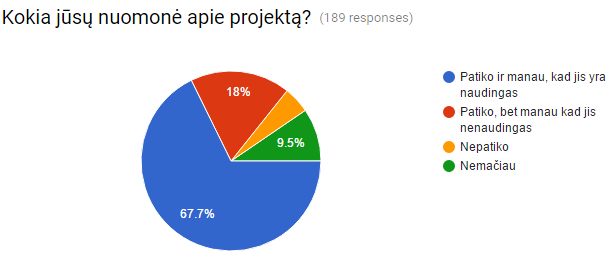 Kokia jūsų nuomonė apie projektą? (189 responses)
Patiko ir manau, kad jis yra
naudingas
Patiko, bet manau kad jis
nenaudingas
Nepatiko
Nemačiau
18%
9.5%
67.7%